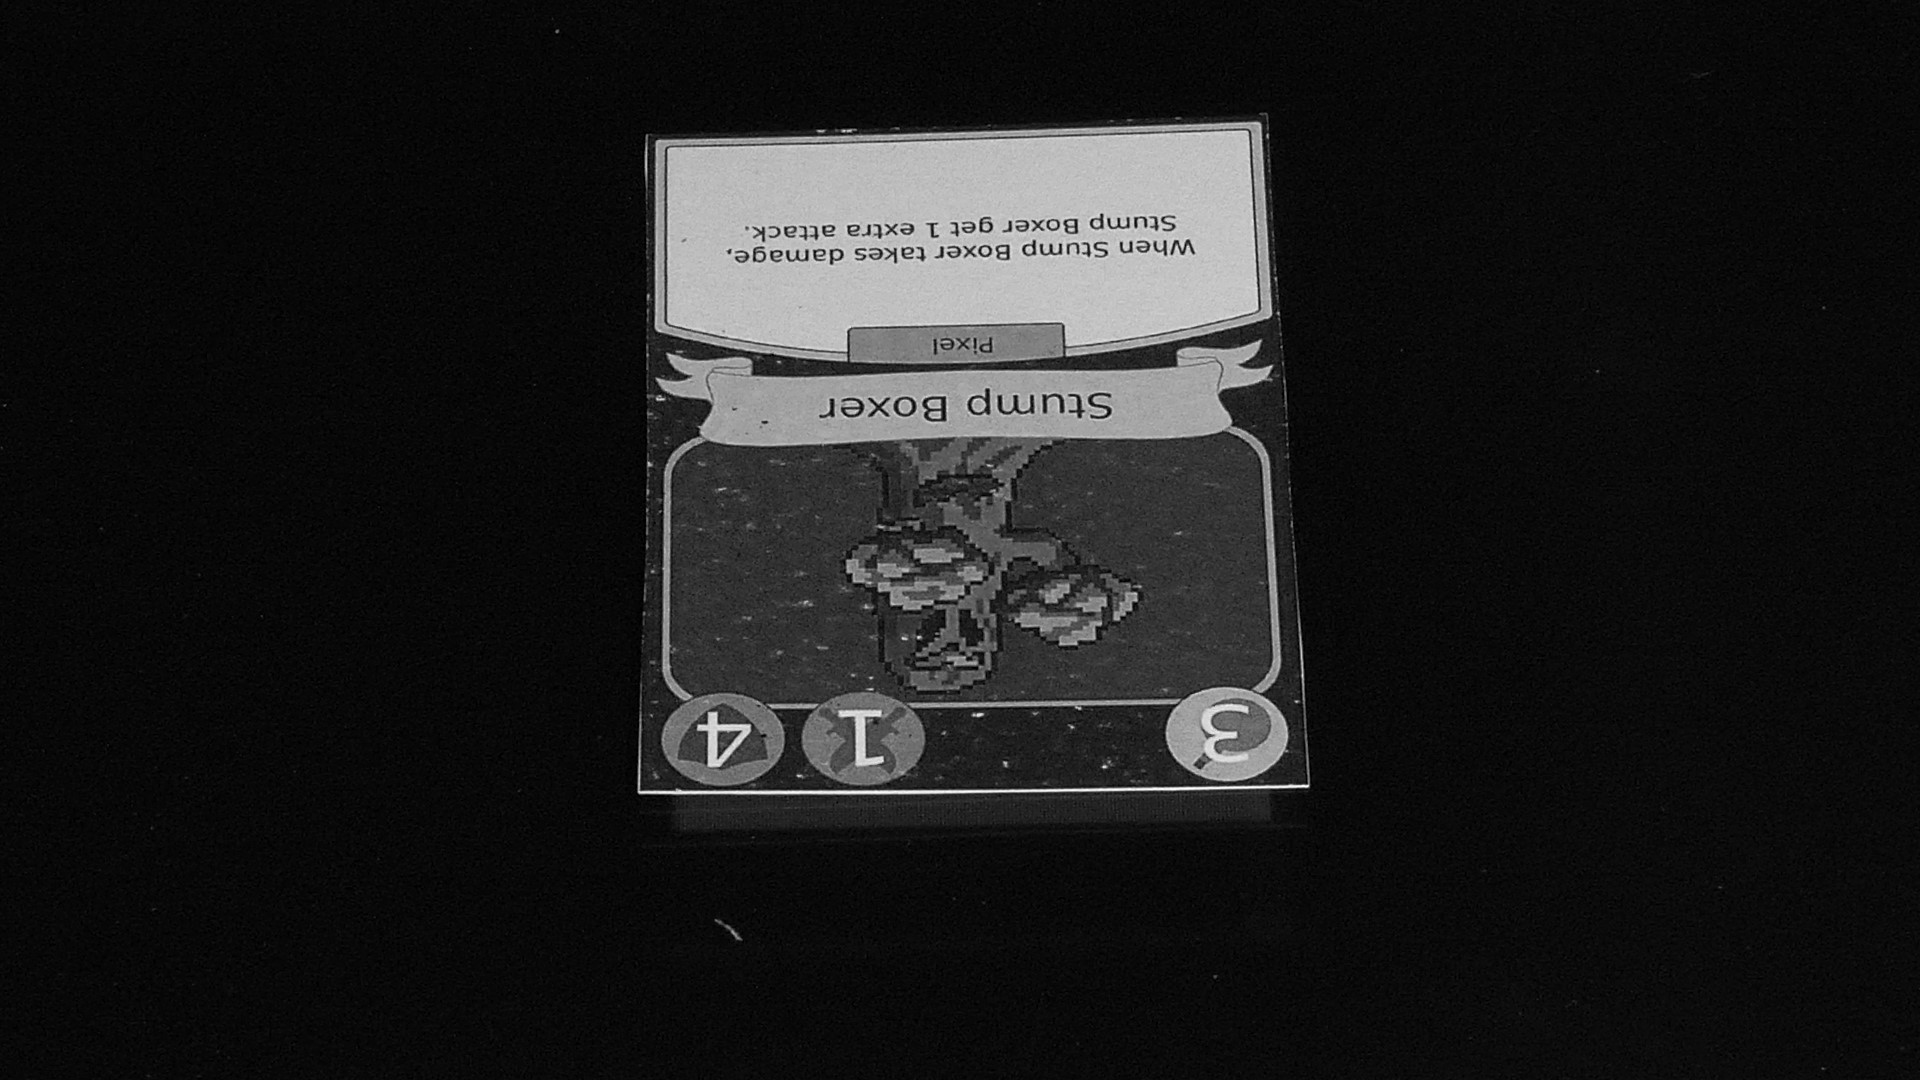 3 1 4
Stump Boxer
Pixel
When Stump Boxer takes damage,
Stump Boxer get 1 extra attack.